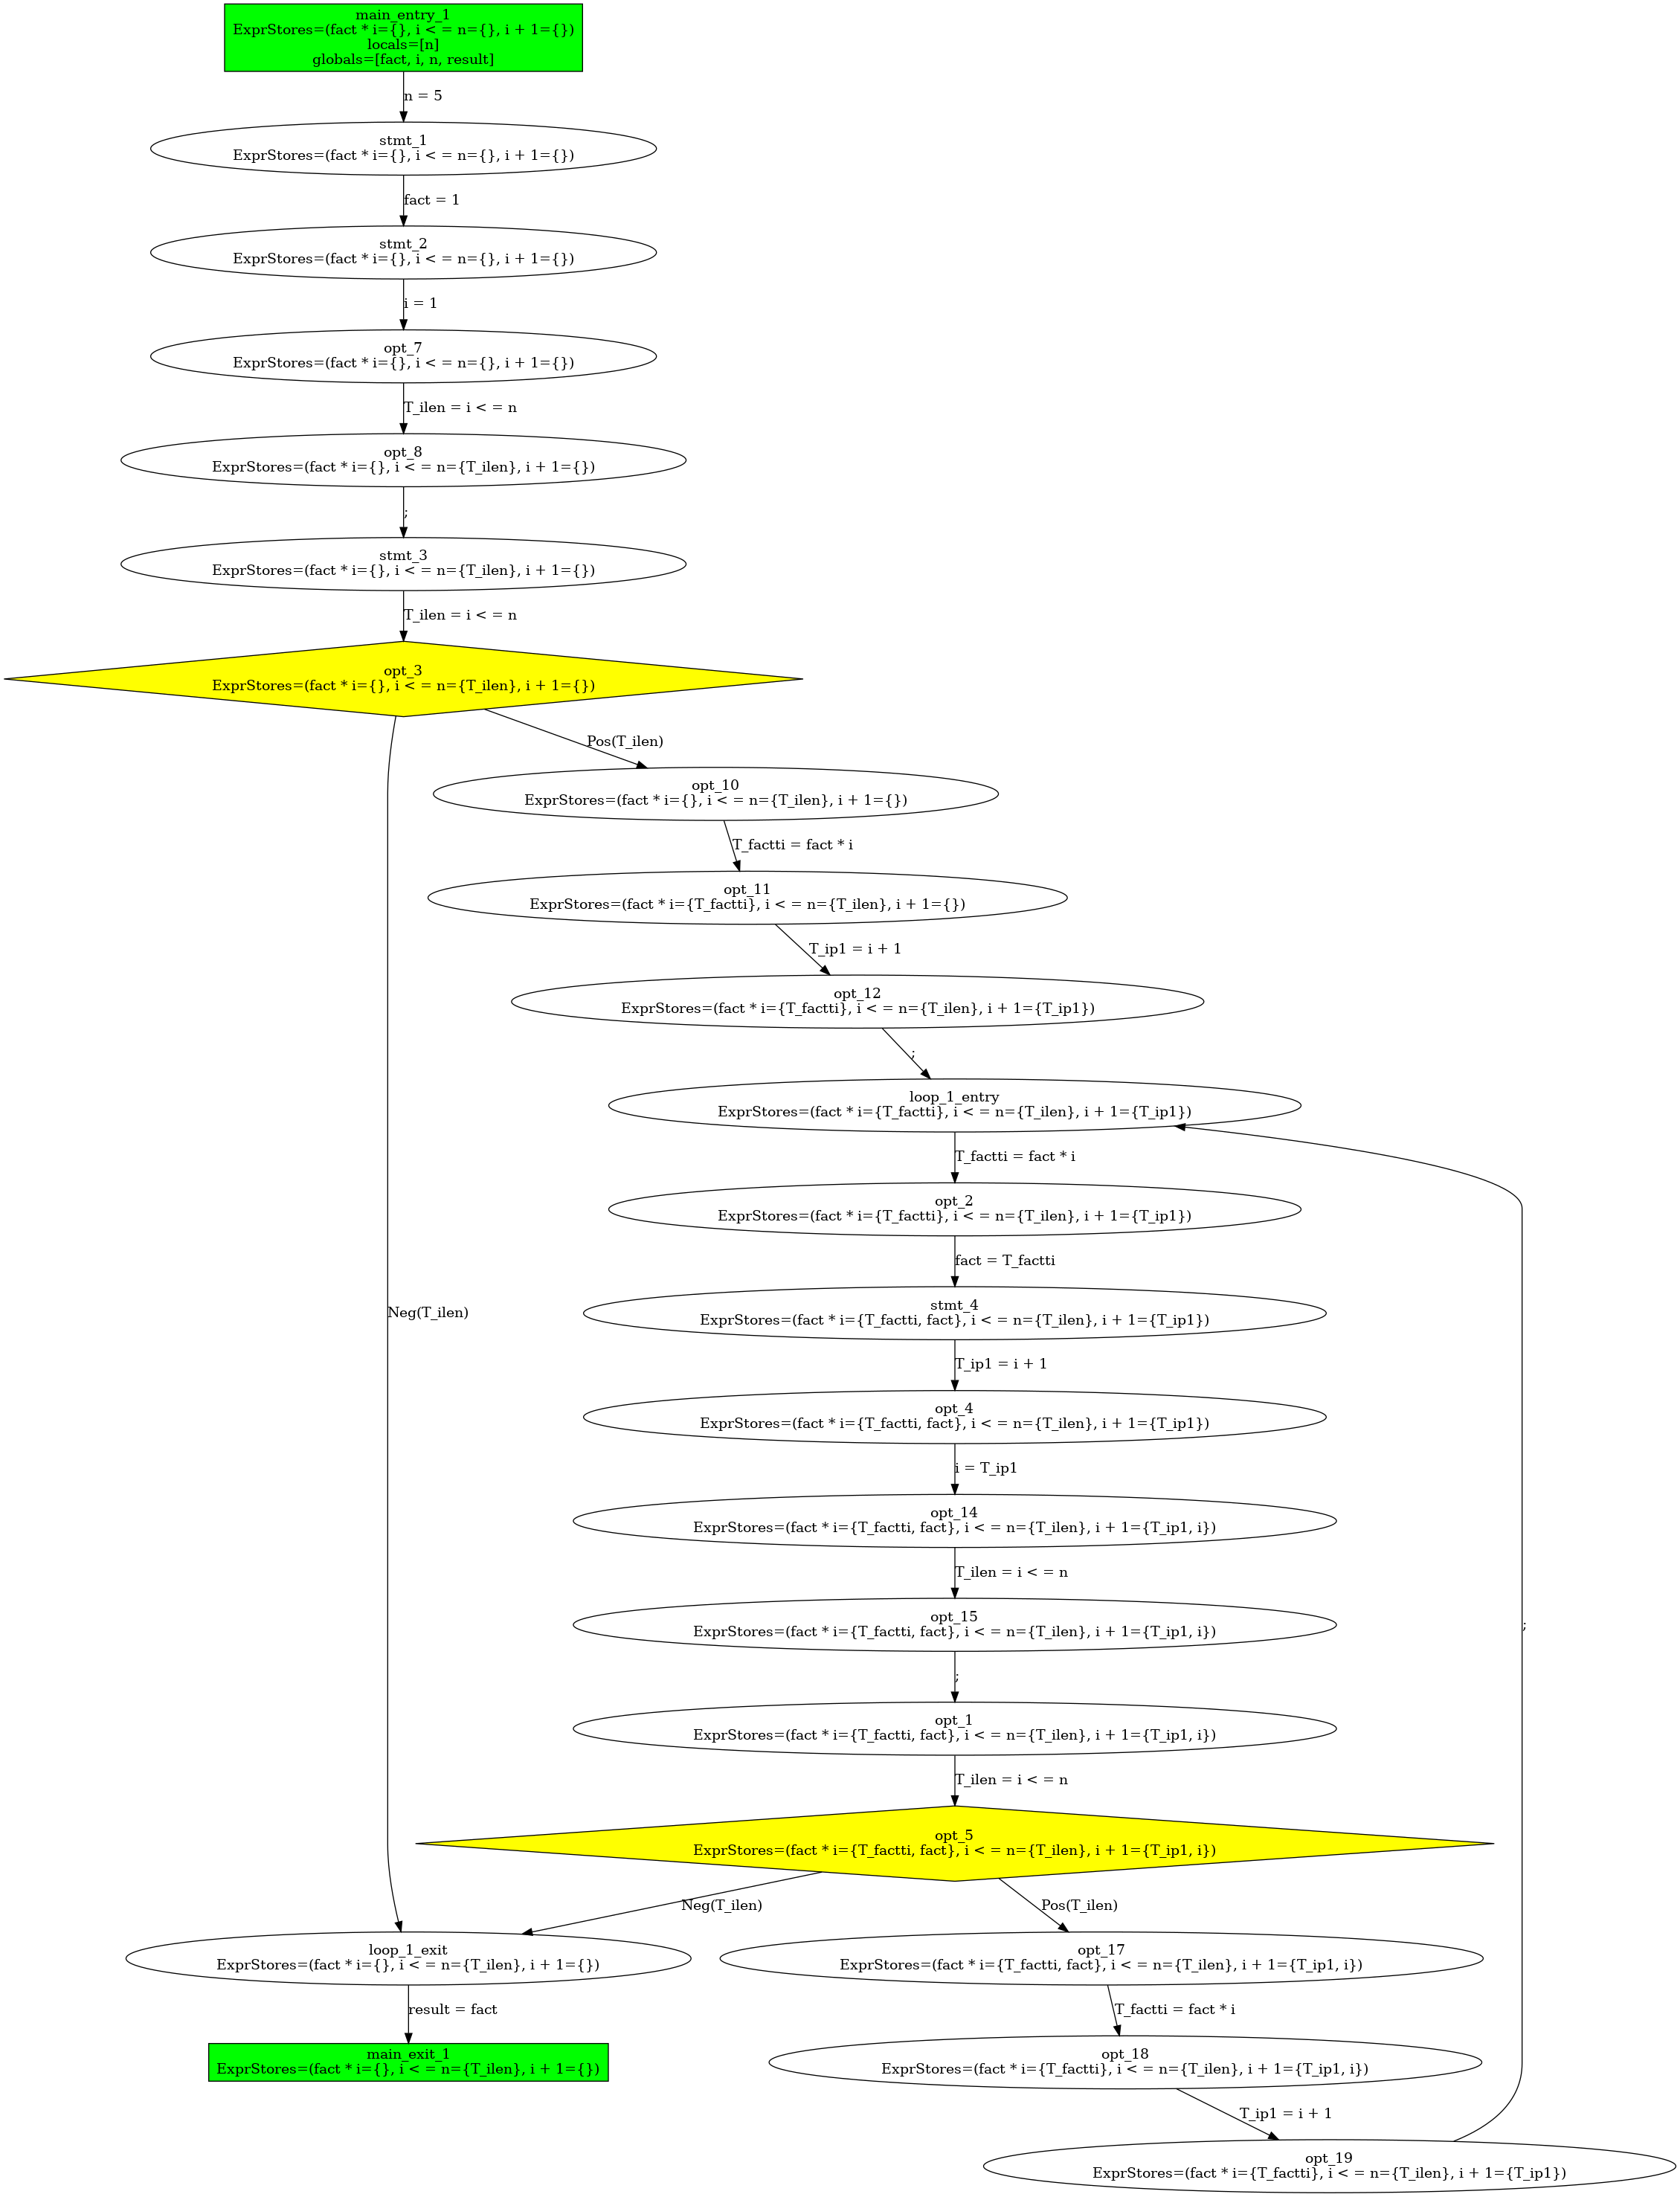 main_entry_1
ExprStores=(fact * i={}, i < = n={}, i + 1={})
locals=[n]
globals=[fact, i, n, result]
n = 5
stmt_1
ExprStores=(fact * i={}, i < = n={}, i + 1={})
fact = 1
stmt_2
ExprStores=(fact * i={}, i < = n={}, i + 1={})
i = 1
opt_7
ExprStores=(fact * i={}, i < = n={}, i + 1={})
T_ilen = i < = n
opt_8
ExprStores=(fact * i={}, i < = n={T_ilen}, i + 1={})
;
stmt_3
ExprStores=(fact * i={}, i < = n={T_ilen}, i + 1={})
T_ilen = i < = n
opt_3
ExprStores=(fact * i={}, i < = n={T_ilen}, i + 1={})
Pos(T_ilen)
opt_10
ExprStores=(fact * i={}, i < = n={T_ilen}, i + 1={})
T_factti = fact * i
opt_11
ExprStores=(fact * i={T_factti}, i < = n={T_ilen}, i + 1={})
T_ip1 = i + 1
opt_12
ExprStores=(fact * i={T_factti}, i < = n={T_ilen}, i + 1={T_ip1})
;
loop_1_entry
ExprStores=(fact * i={T_factti}, i < = n={T_ilen}, i + 1={T_ip1})
T_factti = fact * i
opt_2
ExprStores=(fact * i={T_factti}, i < = n={T_ilen}, i + 1={T_ip1})
fact = T_factti
stmt_4
ExprStores=(fact * i={T_factti, fact}, i < = n={T_ilen}, i + 1={T_ip1})
Neg(T_ilen)
T_ip1 = i + 1
opt_4
ExprStores=(fact * i={T_factti, fact}, i < = n={T_ilen}, i + 1={T_ip1})
i = T_ip1
opt_14
ExprStores=(fact * i={T_factti, fact}, i < = n={T_ilen}, i + 1={T_ip1, i})
T_ilen = i < = n
opt_15
ExprStores=(fact * i={T_factti, fact}, i < = n={T_ilen}, i + 1={T_ip1, i})
;
;
opt_1
ExprStores=(fact * i={T_factti, fact}, i < = n={T_ilen}, i + 1={T_ip1, i})
T_ilen = i < = n
opt_5
ExprStores=(fact * i={T_factti, fact}, i < = n={T_ilen}, i + 1={T_ip1, i})
Neg(T_ilen)
Pos(T_ilen)
loop_1_exit
ExprStores=(fact * i={}, i < = n={T_ilen}, i + 1={})
opt_17
ExprStores=(fact * i={T_factti, fact}, i < = n={T_ilen}, i + 1={T_ip1, i})
result = fact
T_factti = fact * i
main_exit_1
ExprStores=(fact * i={}, i < = n={T_ilen}, i + 1={})
opt_18
ExprStores=(fact * i={T_factti}, i < = n={T_ilen}, i + 1={T_ip1, i})
T_ip1 = i + 1
opt_19
ExprStores=(fact * i={T_factti}, i < = n={T_ilen}, i + 1={T_ip1})